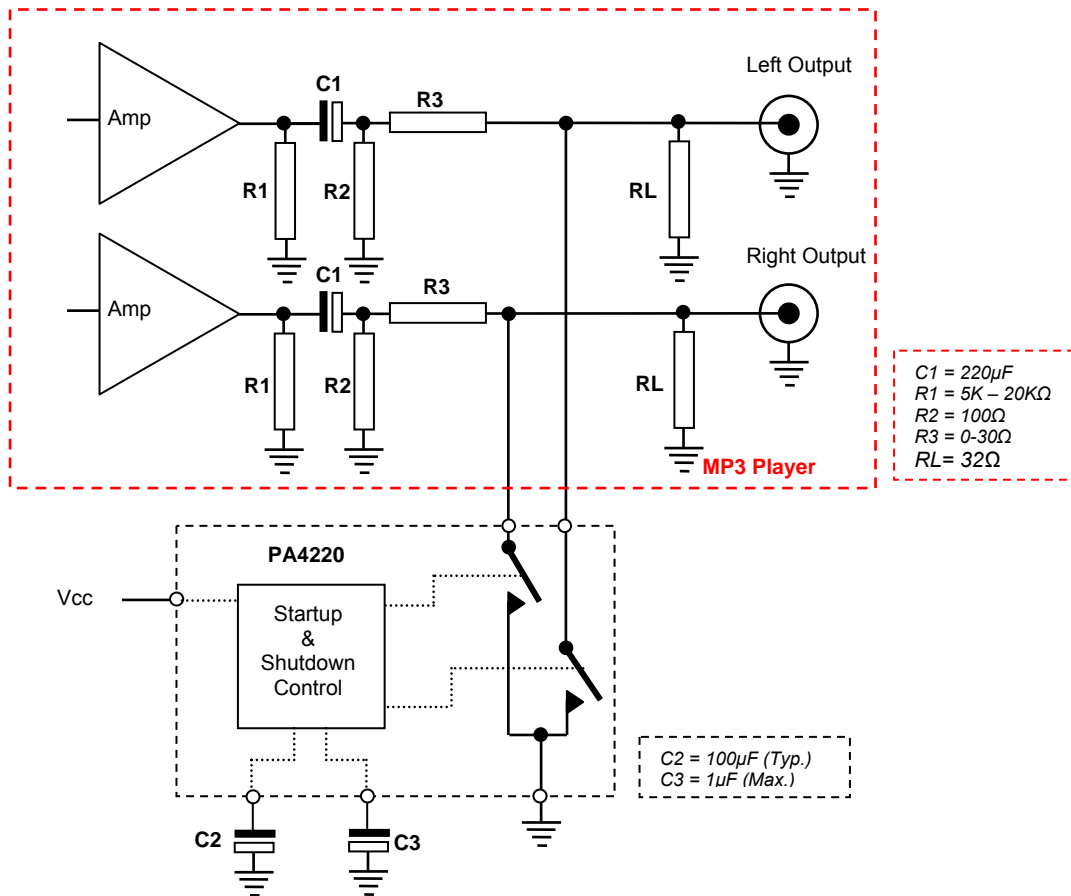 Left Output
C1
R3
Amp
R1
R2
RL
Right Output
C1
R3
Amp
R1
R2
RL
MP3 Player
C1 = 220µF
R1 = 5K – 20KΩ
R2 = 100Ω
R3 = 0-30Ω
RL= 32Ω
PA4220
Vcc
Startup
&
Shutdown
Control
C2 = 100µF (Typ.)
C3 = 1µF (Max.)
C2
C3